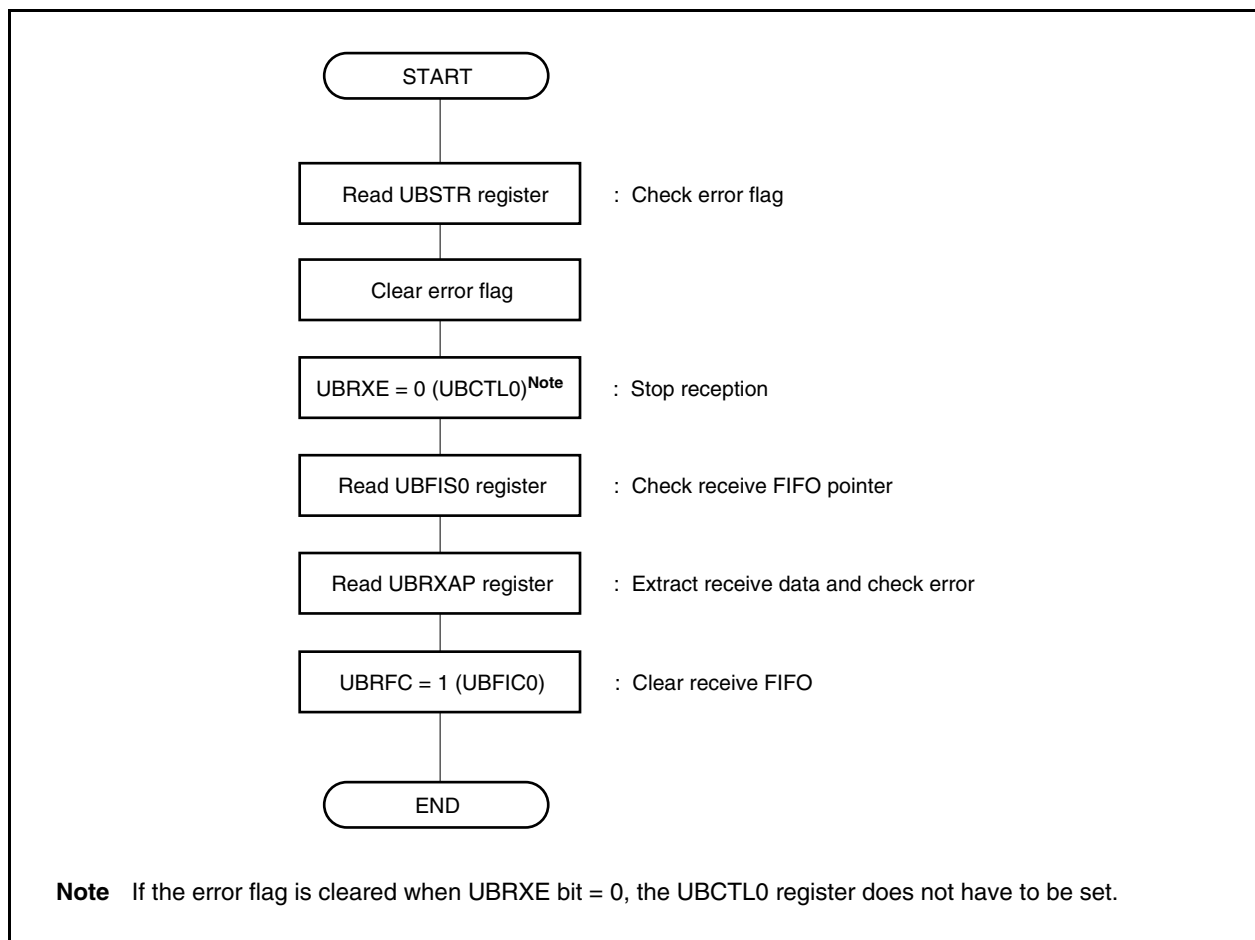 START
Read UBSTR register : Check error flag
Clear error flag
UBRXE = 0 (UBCTL0)Note : Stop reception
Read UBFIS0 register : Check receive FIFO pointer
Read UBRXAP register : Extract receive data and check error
UBRFC = 1 (UBFIC0) : Clear receive FIFO
END
Note If the error flag is cleared when UBRXE bit = 0, the UBCTL0 register does not have to be set.